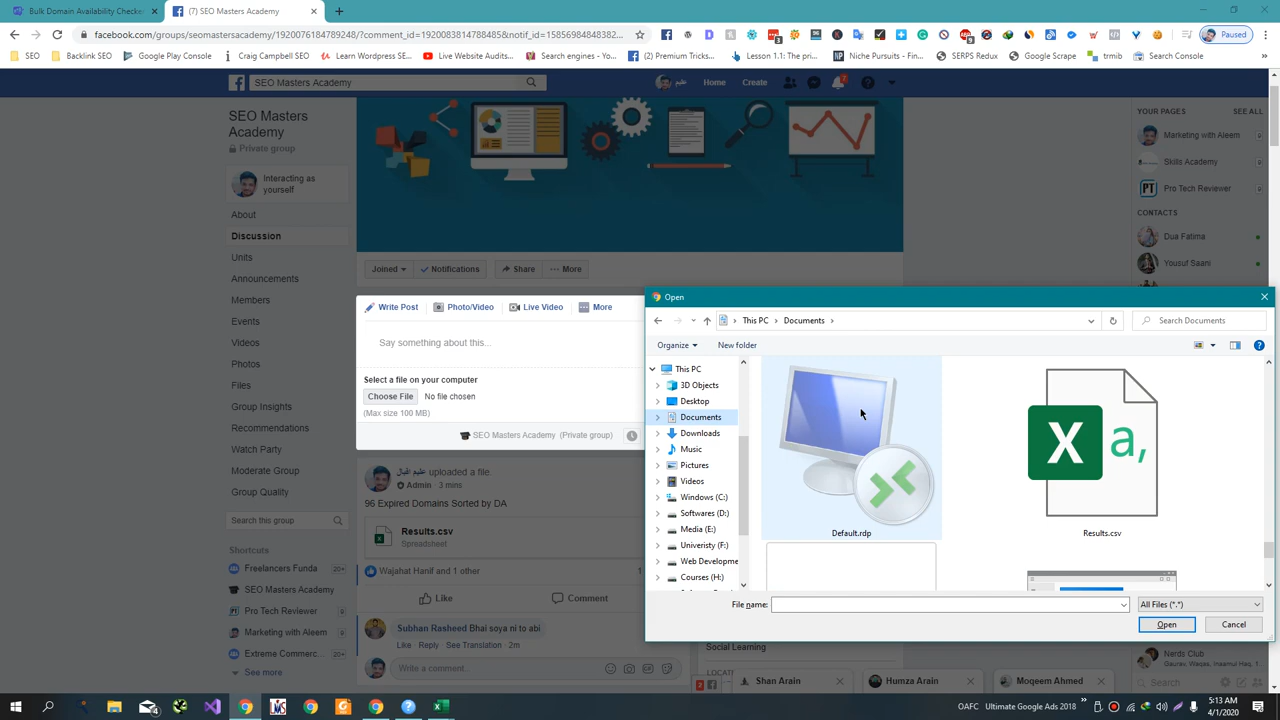 Bulk Domain Availability Checker
(7) SEO Masters Academy
facebook.com/groups/seomastersacademy/1920076184789248/?comment_id=1920083814788485&notif_id=15856984848382...
Paused
SEO
Backlink SEO
Google Play Console
Craig Campbell SEO
Learn WordPress SE...
Live Website Audits...
Search engines - Yo...
(2) Premium Tricks...
Lesson 1.1: The pri...
Niche Pursuits - Fin...
SERPS Redux
Google Scrape
trmib
Search Console
SEO Masters Academy
Home
Create
SEO Masters
Academy
Private group
Interacting as
yourself
About
Discussion
Units
Announcements
Members
Events
Videos
Photos
Files
Group Insights
Recommendations
Watch Party
Moderate Group
Group Quality
Search this group
Shortcuts
Freelancers Funda
20+
SEO Masters Academy
Pro Tech Reviewer
20+
Marketing with Aleem
Extreme Commerc...
20+
See more
Joined
Notifications
Share
More
Write Post
Photo/Video
Live Video
More
Say something about this...
Select a file on your computer
Choose File
No file chosen
(Max size 100 MB)
SEO Masters Academy (Private group)
علیم اقبال uploaded a file.
Admin · 3 mins
96 Expired Domains Sorted by DA
Results.csv
Spreadsheet
Wajahat Hanif and 1 other
1
Like
Comment
Subhan Rasheed Bhai soya ni to abi
Like · Reply · See Translation · 2m
Write a comment...
YOUR PAGES
SEE ALL
Marketing with Aleem
Skills Academy
Pro Tech Reviewer
CONTACTS
Dua Fatima
Yousuf Saani
Open
This PC
Documents
Search Documents
Organize
New folder
This PC
3D Objects
Desktop
Documents
Downloads
Music
Pictures
Videos
Windows (C:)
Softwares (D:)
Media (E:)
Univeristy (F:)
Web Developme
Courses (H:)
Default.rdp
Results.csv
File name:
All Files (*.*)
Open
Cancel
Social Learning
Nerds Club
Shan Arain
Humza Arain
Moqeem Ahmed
Search
OAFC
Ultimate Google Ads 2018
5:13 AM
4/1/2020